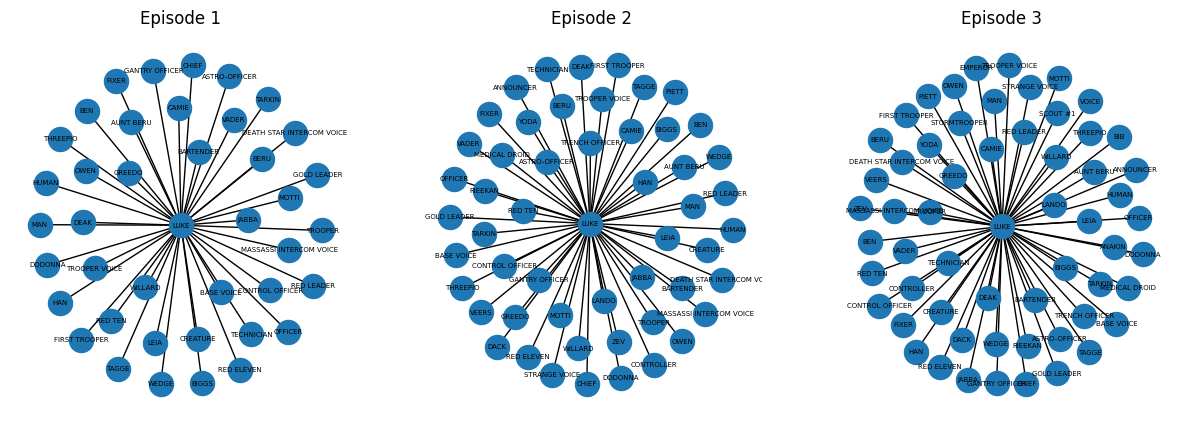 Episode 1
CHIEF
GANTRY OFFICER
ASTRO-OFFICER
FIXER
TARKIN
CAMIE
BEN
VADER
AUNT BERU
DEATH STAR INTERCOM VOICE
THREEPIO
BARTENDER
BERU
OWEN
GREEDO
GOLD LEADER
HUMAN
MOTTI
JABBA
DEAK
MAN
LUKE
TROOPER
MASSASSI INTERCOM VOICE
DODONNA
TROOPER VOICE
RED LEADER
WILLARD
BASE VOICE
CONTROL OFFICER
HAN
RED TEN
OFFICER
TECHNICIAN
FIRST TROOPER
LEIA
CREATURE
TAGGE
RED ELEVEN
WEDGE
BIGGS
Episode 2
DEAK
FIRST TROOPER
TECHNICIAN
ANNOUNCER
TAGGE
PIETT
TROOPER VOICE
BERU
FIXER
YODA
BEN
BIGGS
CAMIE
VADER
TRENCH OFFICER
MEDICAL DROID
WEDGE
ASTRO-OFFICER
AUNT BERU
OFFICER
HAN
RIEEKAN
RED LEADER
MAN
RED TEN
GOLD LEADER
LUKE
HUMAN
TARKIN
LEIA
CREATURE
BASE VOICE
CONTROL OFFICER
JABBA
GANTRY OFFICER
DEATH STAR INTERCOM VC
THREEPIO
BARTENDER
LANDO
VEERS
GREEDO
MOTTI
TROOPER
MASSASSI INTERCOM VOICE
DACK
WILLARD
ZEV
OWEN
RED ELEVEN
CONTROLLER
STRANGE VOICE
CHIEF
DODONNA
Episode 3
TROOPER VOICE
MOTTI
OWEN
STRANGE VOICE
PIETT
MAN
VOICE
FIRST TROOPER
SCOUT #1
STORMTROOPER
RED LEADER
THREEPIO
BIB
BERU
YODA
CAMIE
WILLARD
DEATH STAR INTERCOM VOICE
AUNT BERU
ANNOUNCER
VEERS
GREEDO
HUMAN
LANDO
MASSASSI INTERCOM VOICE
TROOPER
LEIA
OFFICER
LUKE
BEN
ANAKIN
VADER
DODONNA
TECHNICIAN
BIGGS
RED TEN
CONTROLLER
TARKIN
MEDICAL DROID
DEAK
BARTENDER
CONTROL OFFICER
CREATURE
TRENCH OFFICER
FIXER
BASE VOICE
DACK
WEDGE
RIEEKAN
ASTRO-OFFICER
HAN
TAGGE
RED ELEVEN
GOLD LEADER
JABBA
GANTRY OFFICER